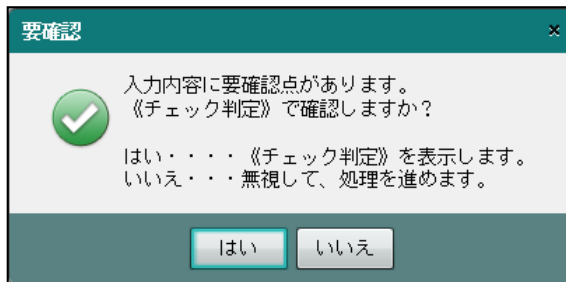 要確認
×
入力内容に要確認点があります。
《チェック判定》で確認しますか？
はい・・・・《チェック判定》を表示します。
いいえ・・・無視して、処理を進めます。
はい
いいえ